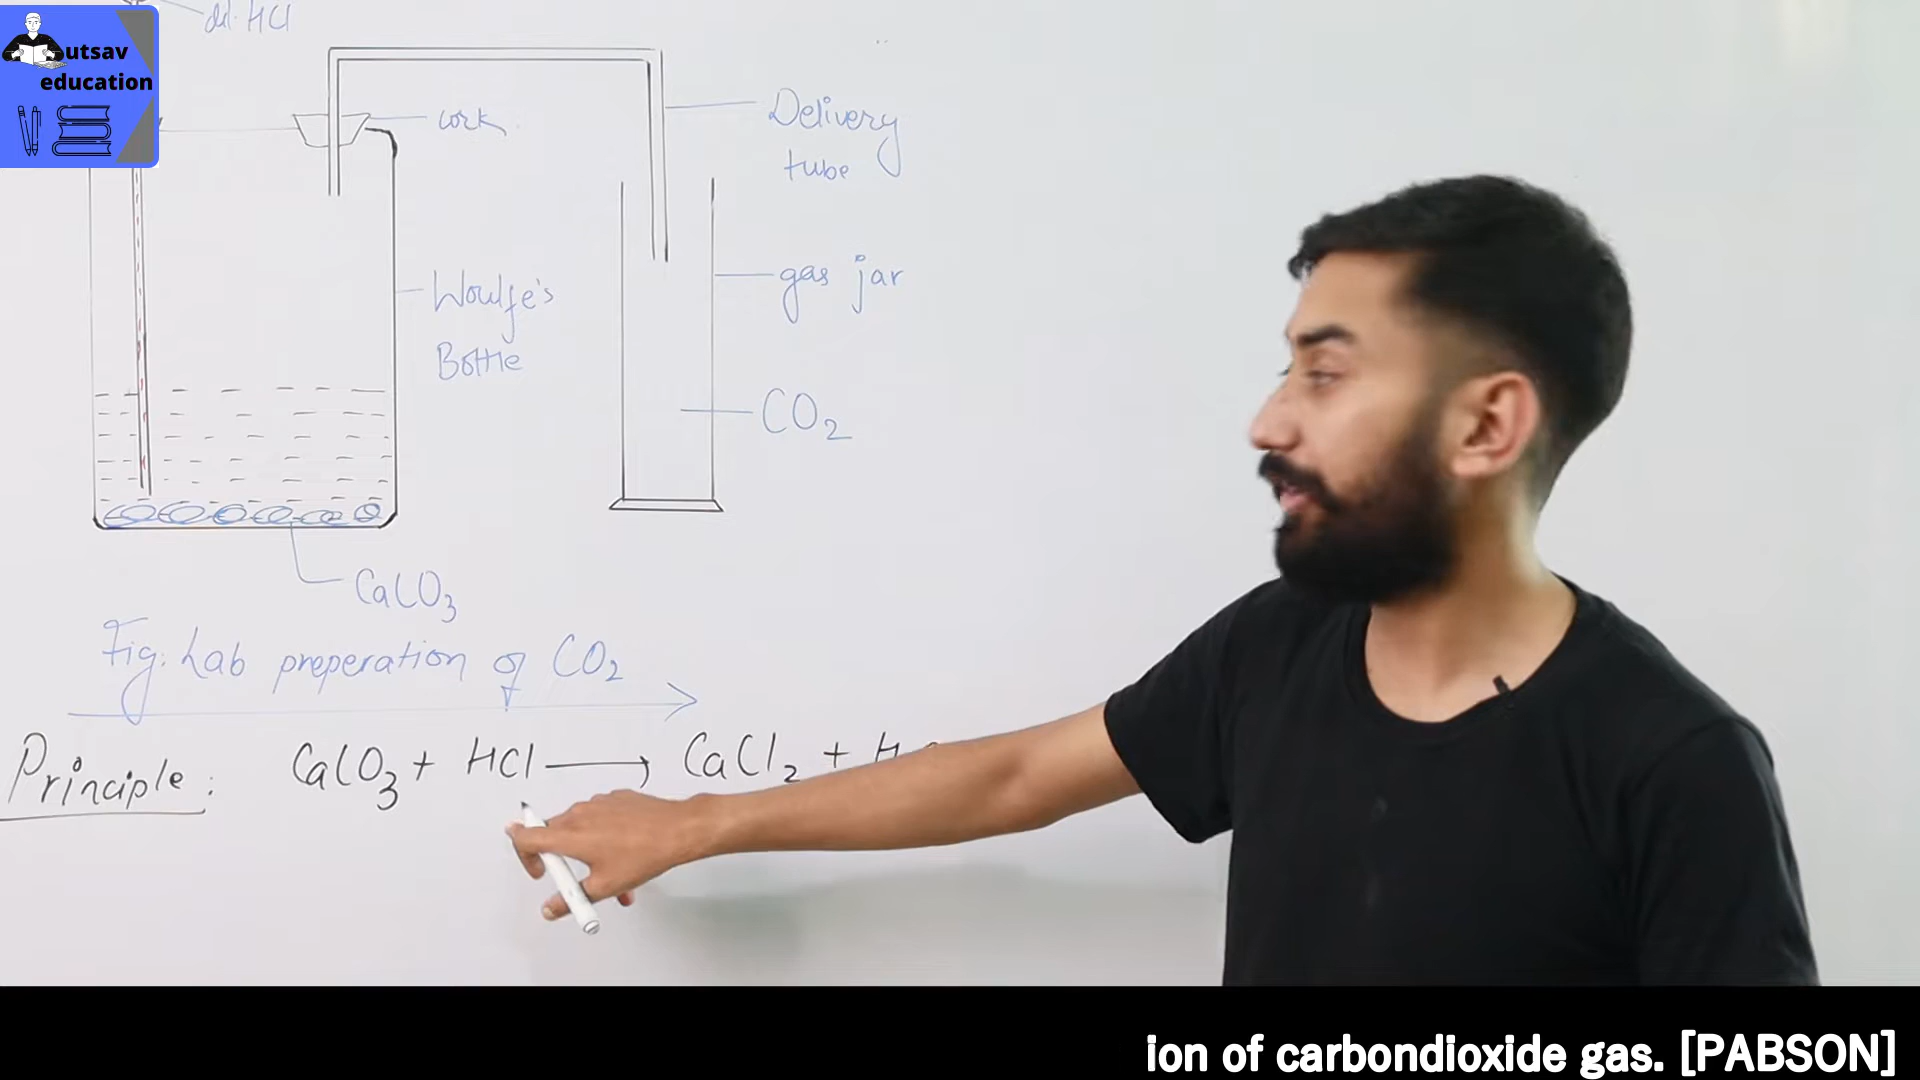 dil. HCl
utsav
education
cork
Delivery
tube
Woulfe's
Bottle
gas jar
CO₂
CaCO₃
Fig: Lab preperation of CO₂
Principle: CaCO₃ + HCl → CaCl₂ + H
ion of carbondioxide gas. [PABSON]